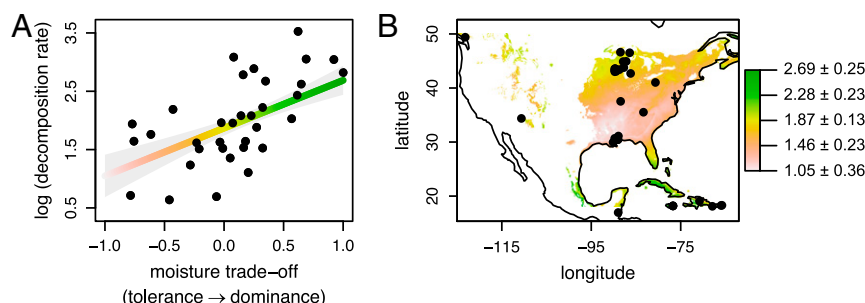 A
log (decomposition rate)
3.5
2.5
1.5
0.5
−1.0
−0.5
0.0
0.5
1.0
moisture trade−off
(tolerance → dominance)
B
latitude
50
40
30
20
−115
−95
−75
longitude
2.69 ± 0.25
2.28 ± 0.23
1.87 ± 0.13
1.46 ± 0.23
1.05 ± 0.36